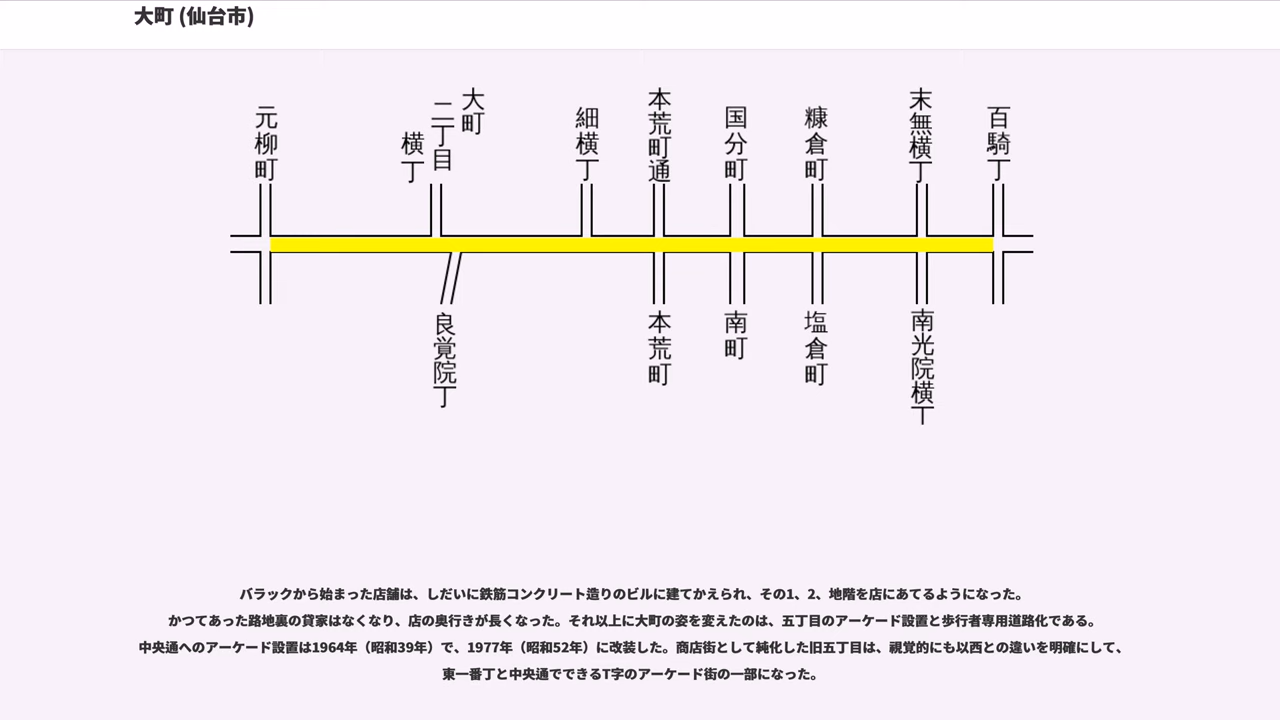 大町 (仙台市)
元柳町
大町
二丁目
横丁
細横丁
本荒町通
国分町
糠倉町
末無横丁
百騎丁
良覚院丁
本荒町
南町
塩倉町
南光院横丁
バラックから始まった店舗は、しだいに鉄筋コンクリート造りのビルに建てかえられ、その1、2、地階を店にあてるようになった。
かつてあった路地裏の貸家はなくなり、店の奥行きが長くなった。それ以上に大町の姿を変えたのは、五丁目のアーケード設置と歩行者専用道路化である。
中央通へのアーケード設置は1964年（昭和39年）で、1977年（昭和52年）に改装した。商店街として純化した旧五丁目は、視覚的にも以西との違いを明確にして、
東一番丁と中央通でできるT字のアーケード街の一部になった。